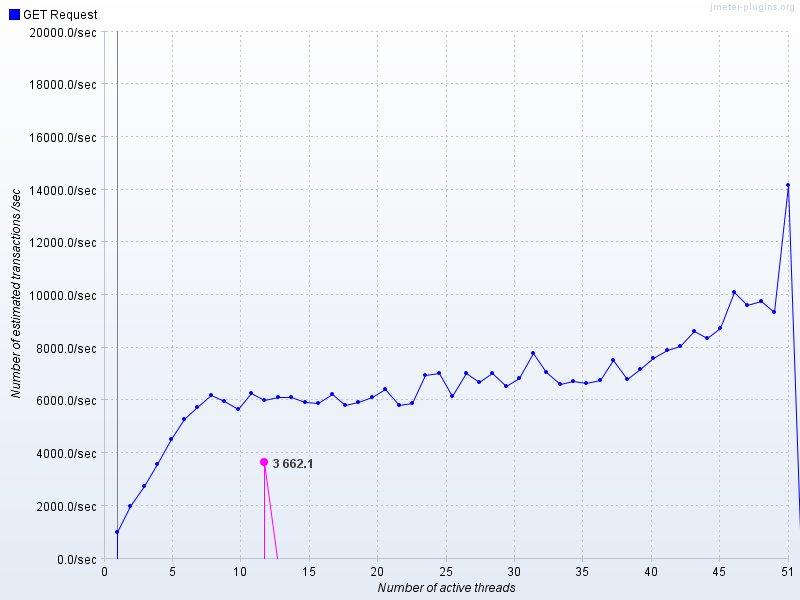 jmeter-plugins.org
GET Request
20000.0/sec
18000.0/sec
16000.0/sec
14000.0/sec
12000.0/sec
10000.0/sec
8000.0/sec
6000.0/sec
4000.0/sec
2000.0/sec
0.0/sec
Number of estimated transactions /sec
3 662.1
0 5 10 15 20 25 30 35 40 45 51
Number of active threads